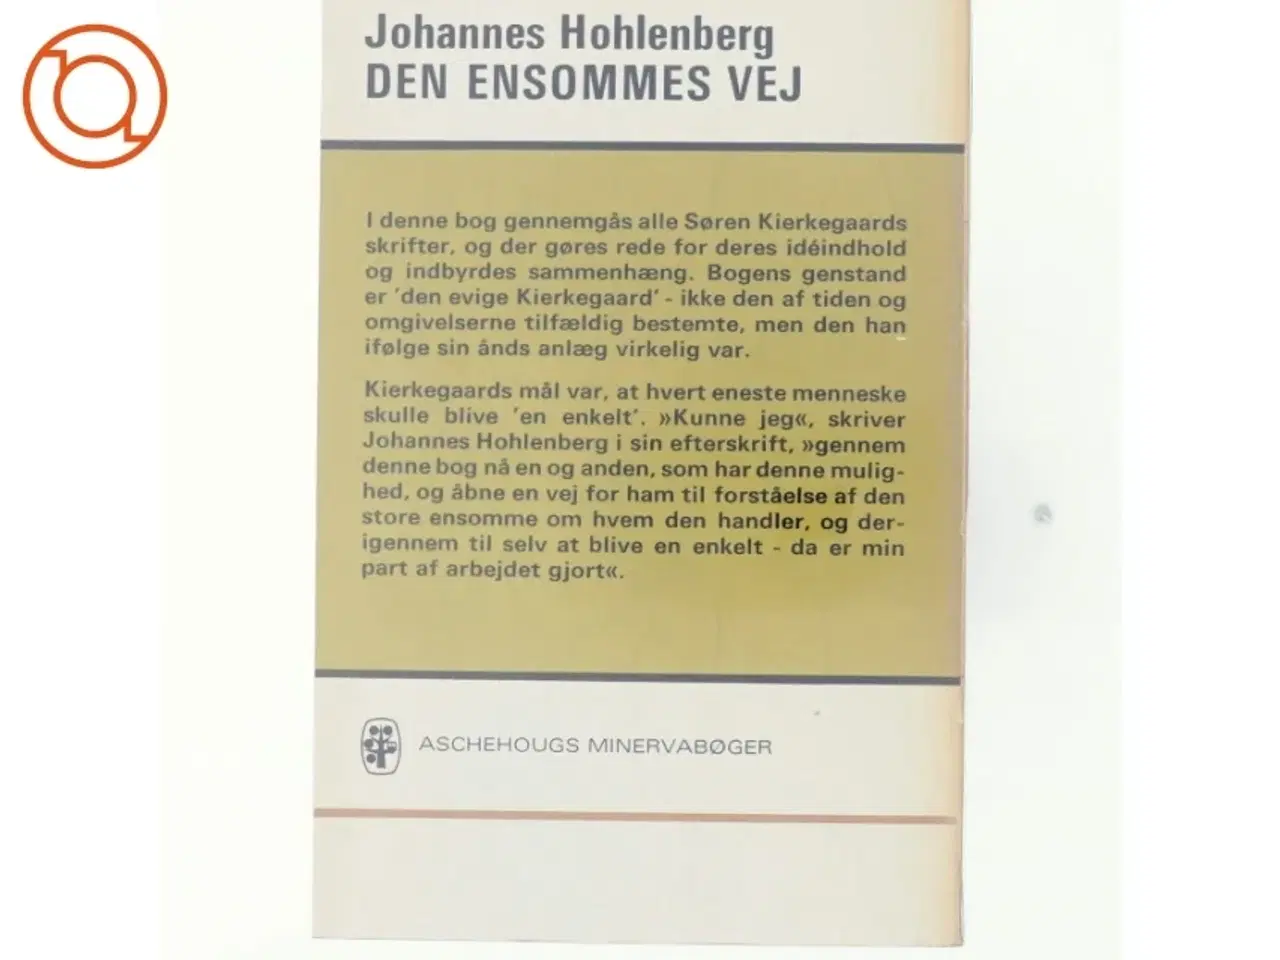 Johannes Hohlenberg
DEN ENSOMMES VEJ
I denne bog gennemgås alle Søren Kierkegaards
skrifter, og der gøres rede for deres idéindhold
og indbyrdes sammenhæng. Bogens genstand
er 'den evige Kierkegaard' - ikke den af tiden og
omgivelserne tilfældig bestemte, men den han
ifølge sin ånds anlæg virkelig var.
Kierkegaards mål var, at hvert eneste menneske
skulle blive 'en enkelt'. »Kunne jeg«, skriver
Johannes Hohlenberg i sin efterskrift, »gennem
denne bog nå en og anden, som har denne mulig-
hed, og åbne en vej for ham til forståelse af den
store ensomme om hvem den handler, og der-
igennem til selv at blive en enkelt - da er min
part af arbejdet gjort«.
ASCHEHOUGS MINERVABØGER